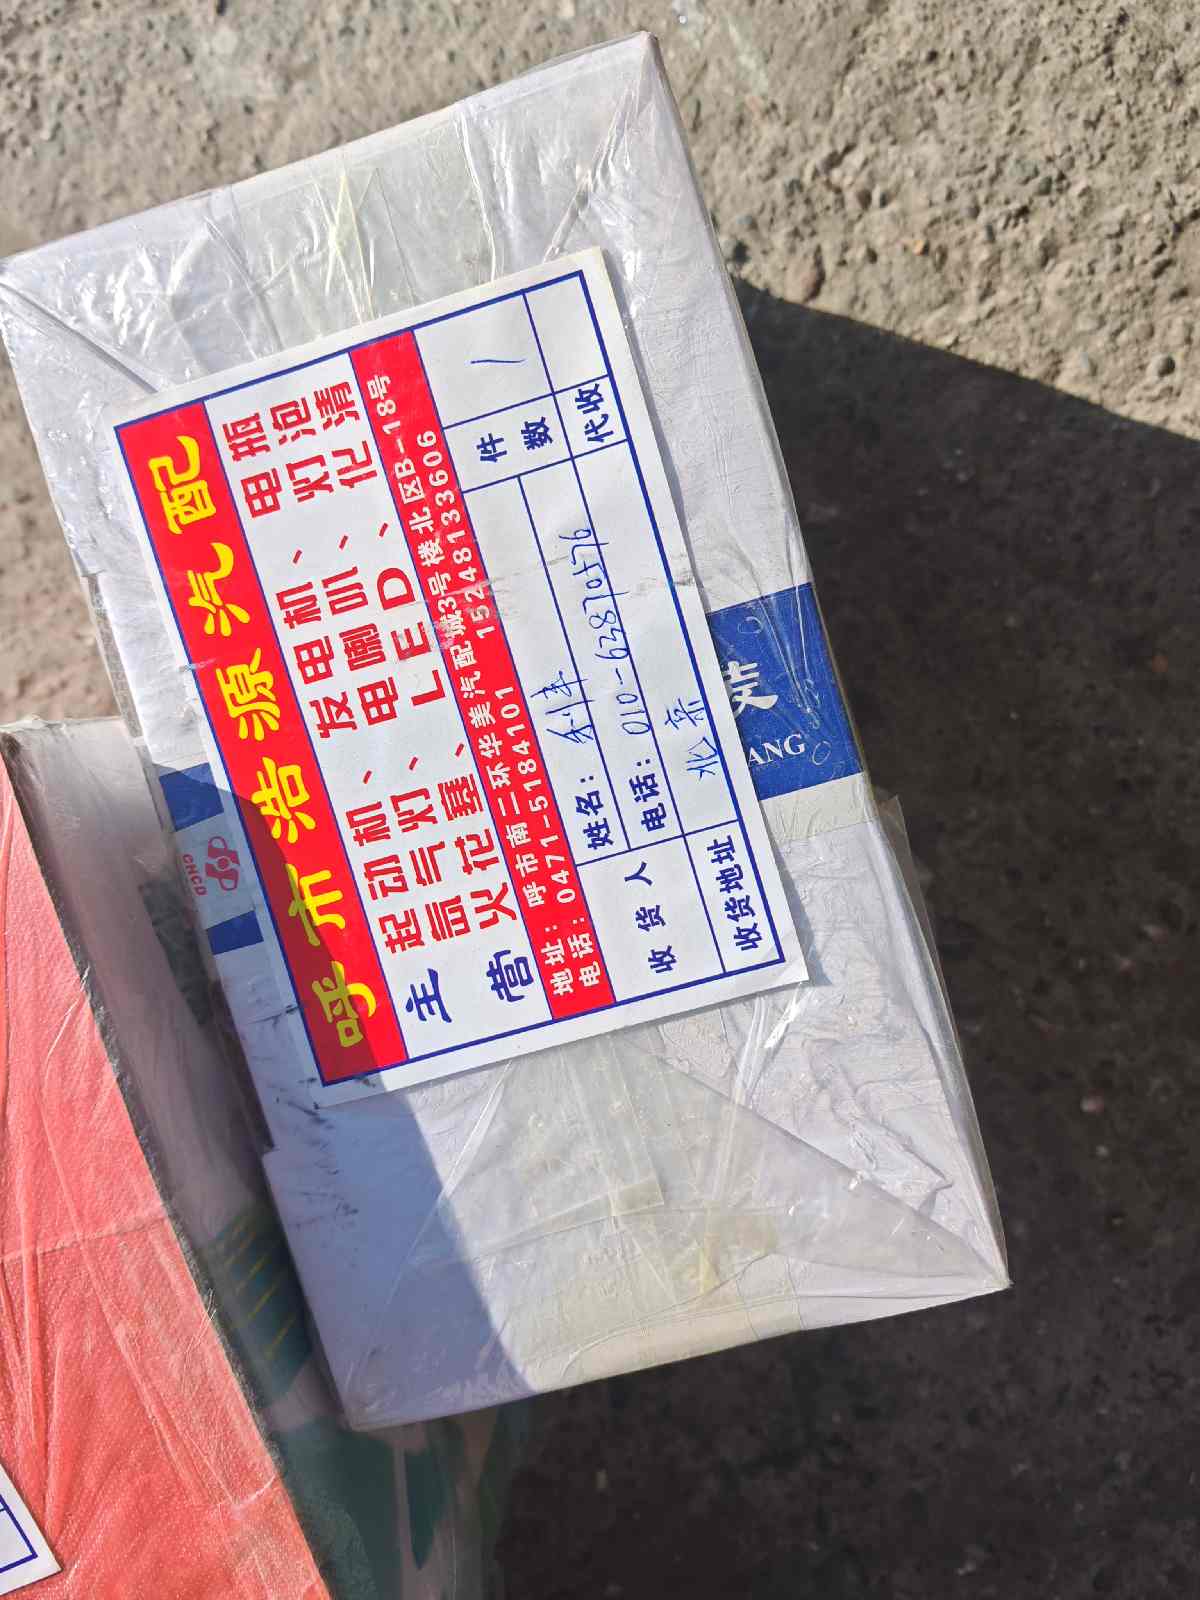 呼市浩源汽配
主营
起动机、发电机、电瓶
氙气灯、电喇叭、灯泡
火花塞、LED、化清
地址：呼市南二环华美汽配城3号楼北区B-18号
电话：0471-5184101 15248133606
收货人
姓名：利丰
电话：010-63870576
件数
1
收货地址
北京
代收
CHCD
ANG